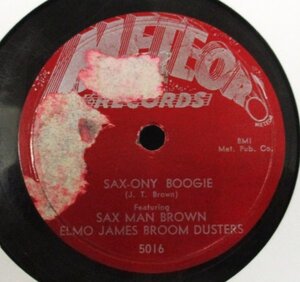 METEOR
RECORDS
BMI
Met. Pub. Co.
SAX-ONY BOOGIE
(J. T. Brown)
Featuring
SAX MAN BROWN
ELMO JAMES BROOM DUSTERS
5016